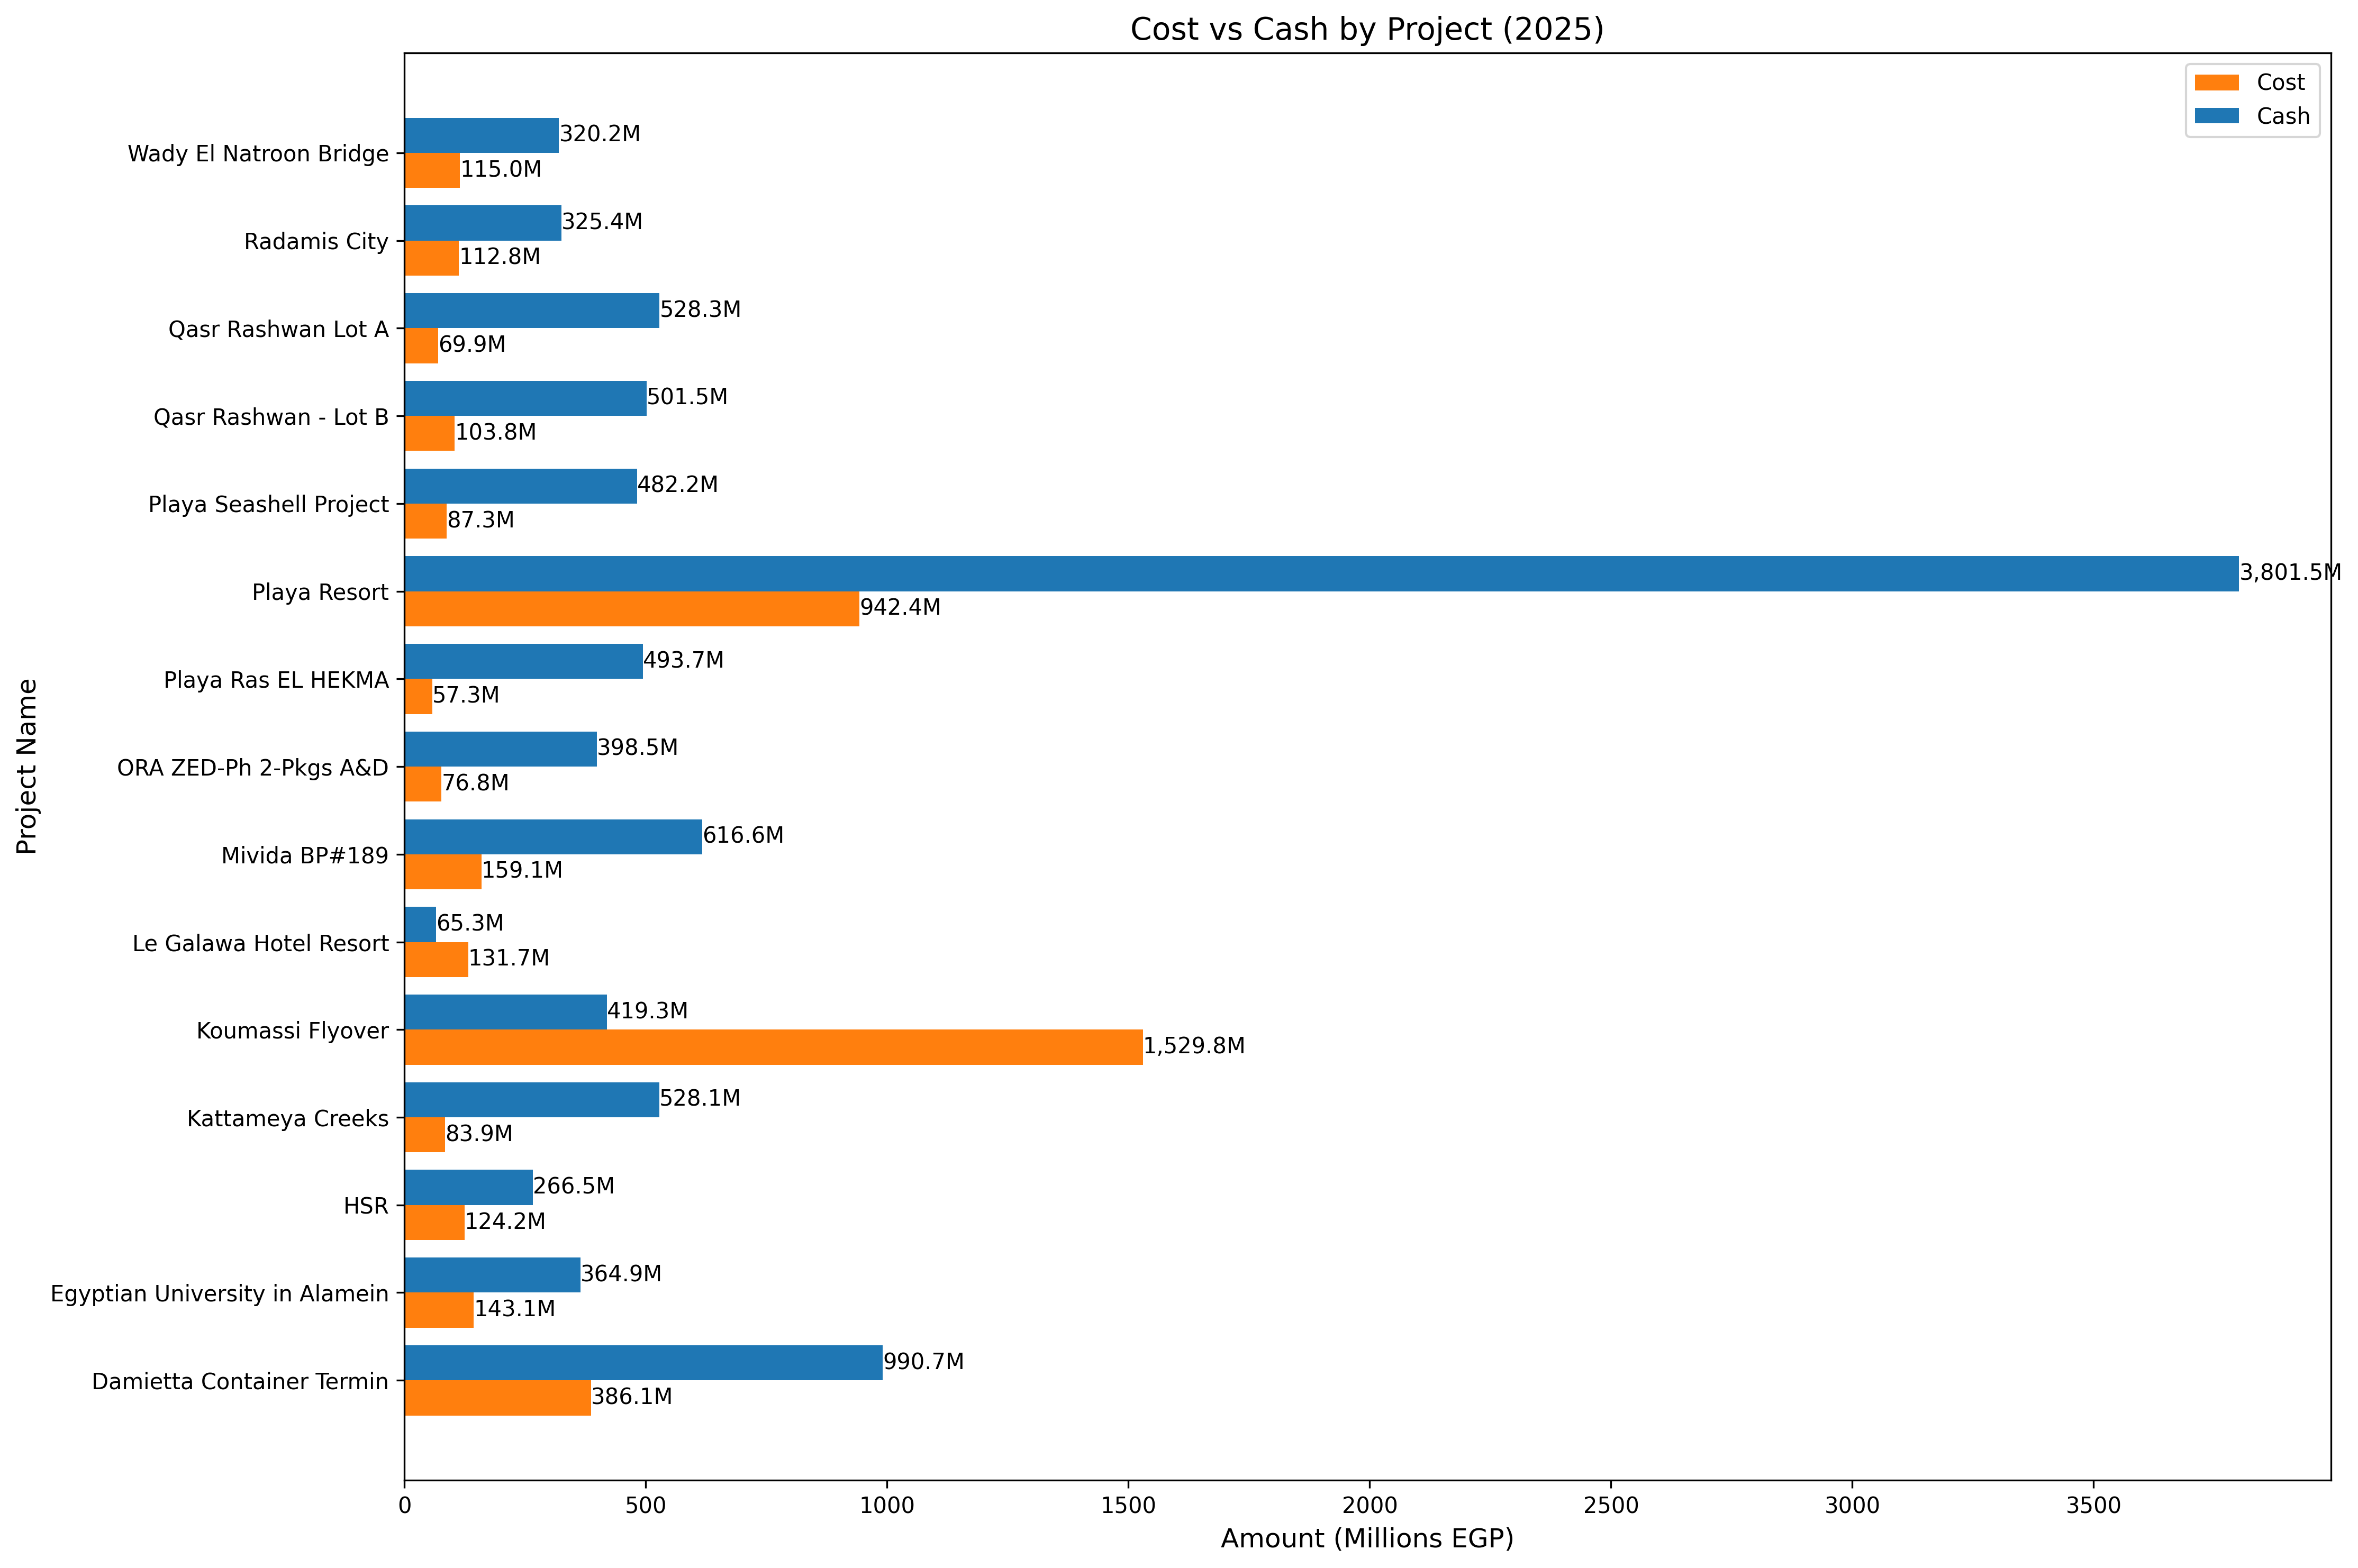 Cost vs Cash by Project (2025)
Cost
Cash
Project Name
Wady El Natroon Bridge
320.2M
115.0M
Radamis City
325.4M
112.8M
Qasr Rashwan Lot A
528.3M
69.9M
Qasr Rashwan - Lot B
501.5M
103.8M
Playa Seashell Project
482.2M
87.3M
Playa Resort
3,801.5M
942.4M
Playa Ras EL HEKMA
493.7M
57.3M
ORA ZED-Ph 2-Pkgs A&D
398.5M
76.8M
Mivida BP#189
616.6M
159.1M
Le Galawa Hotel Resort
65.3M
131.7M
Koumassi Flyover
419.3M
1,529.8M
Kattameya Creeks
528.1M
83.9M
HSR
266.5M
124.2M
Egyptian University in Alamein
364.9M
143.1M
Damietta Container Termin
990.7M
386.1M
0 500 1000 1500 2000 2500 3000 3500
Amount (Millions EGP)